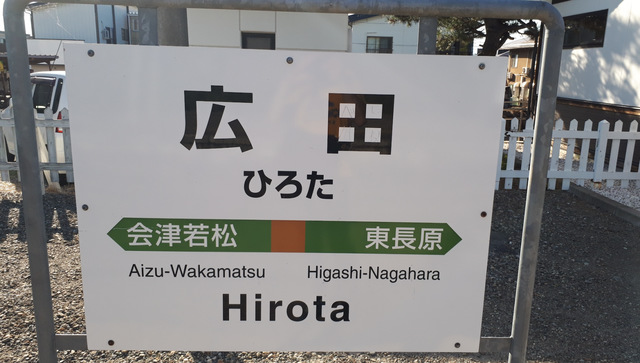 広田
ひろた
会津若松 東長原
Aizu-Wakamatsu Higashi-Nagahara
Hirota